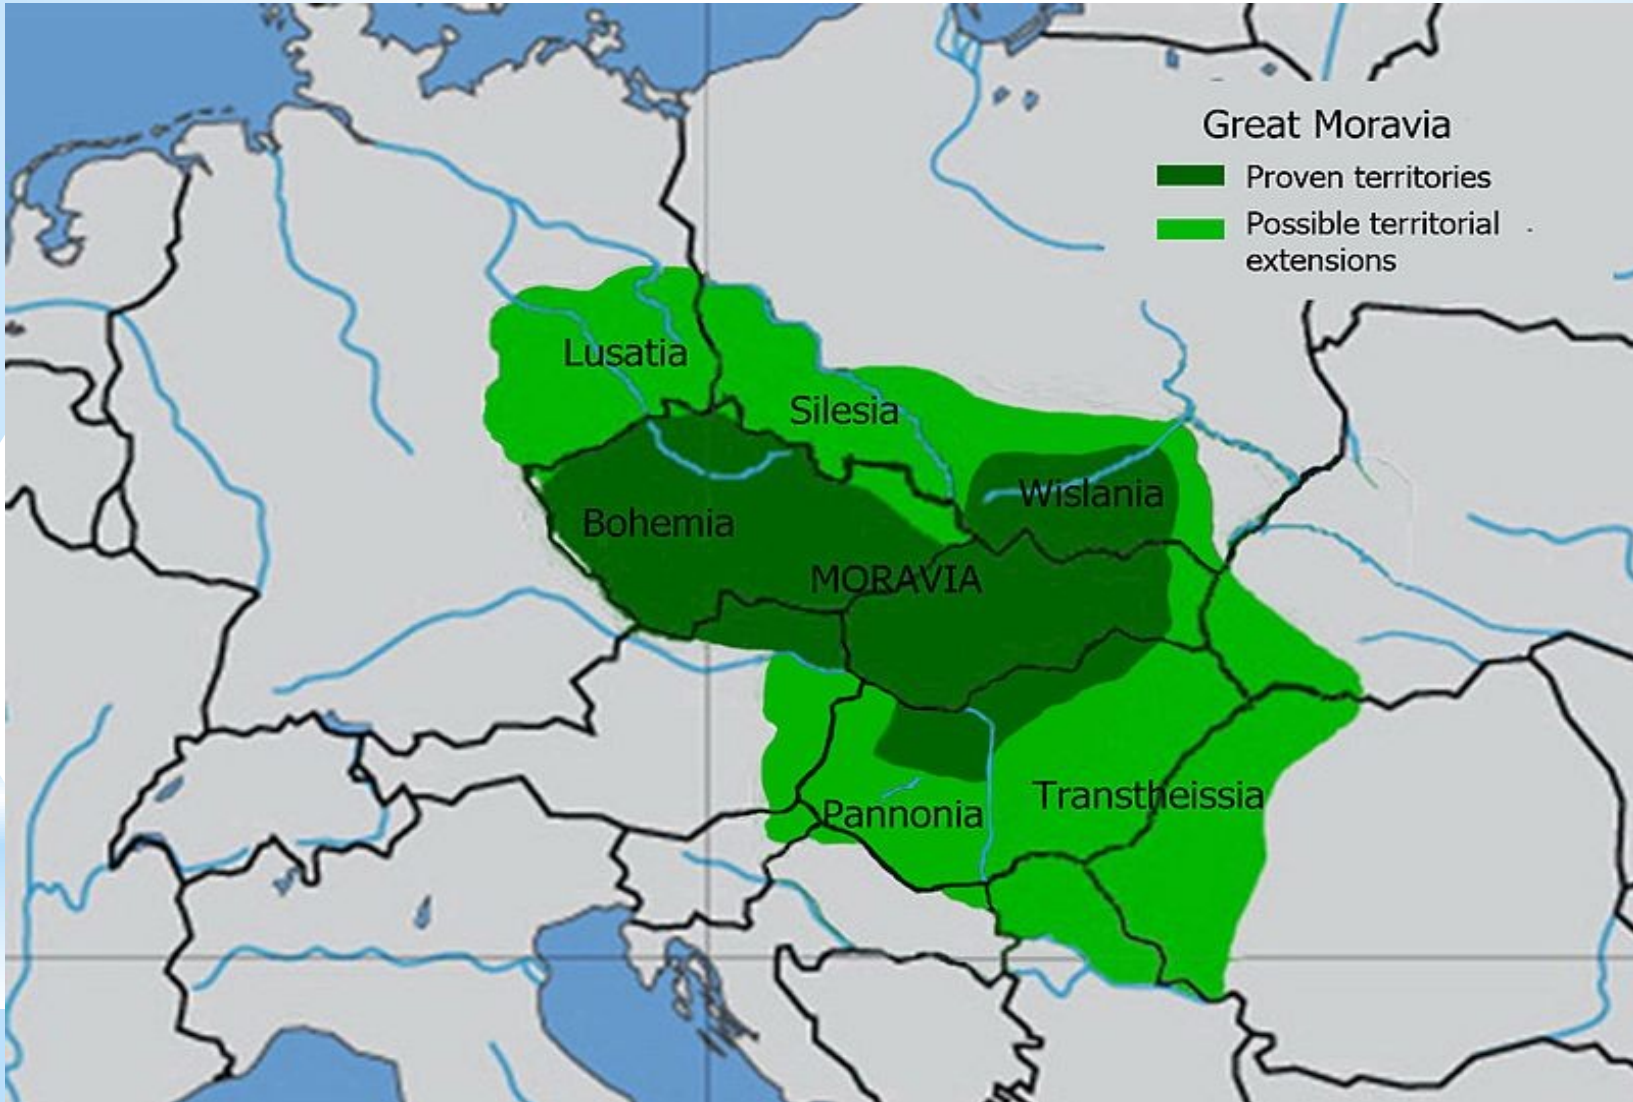 Great Moravia
Proven territories
Possible territorial
extensions
Lusatia
Silesia
Wislania
Bohemia
MORAVIA
Transtheissia
Pannonia